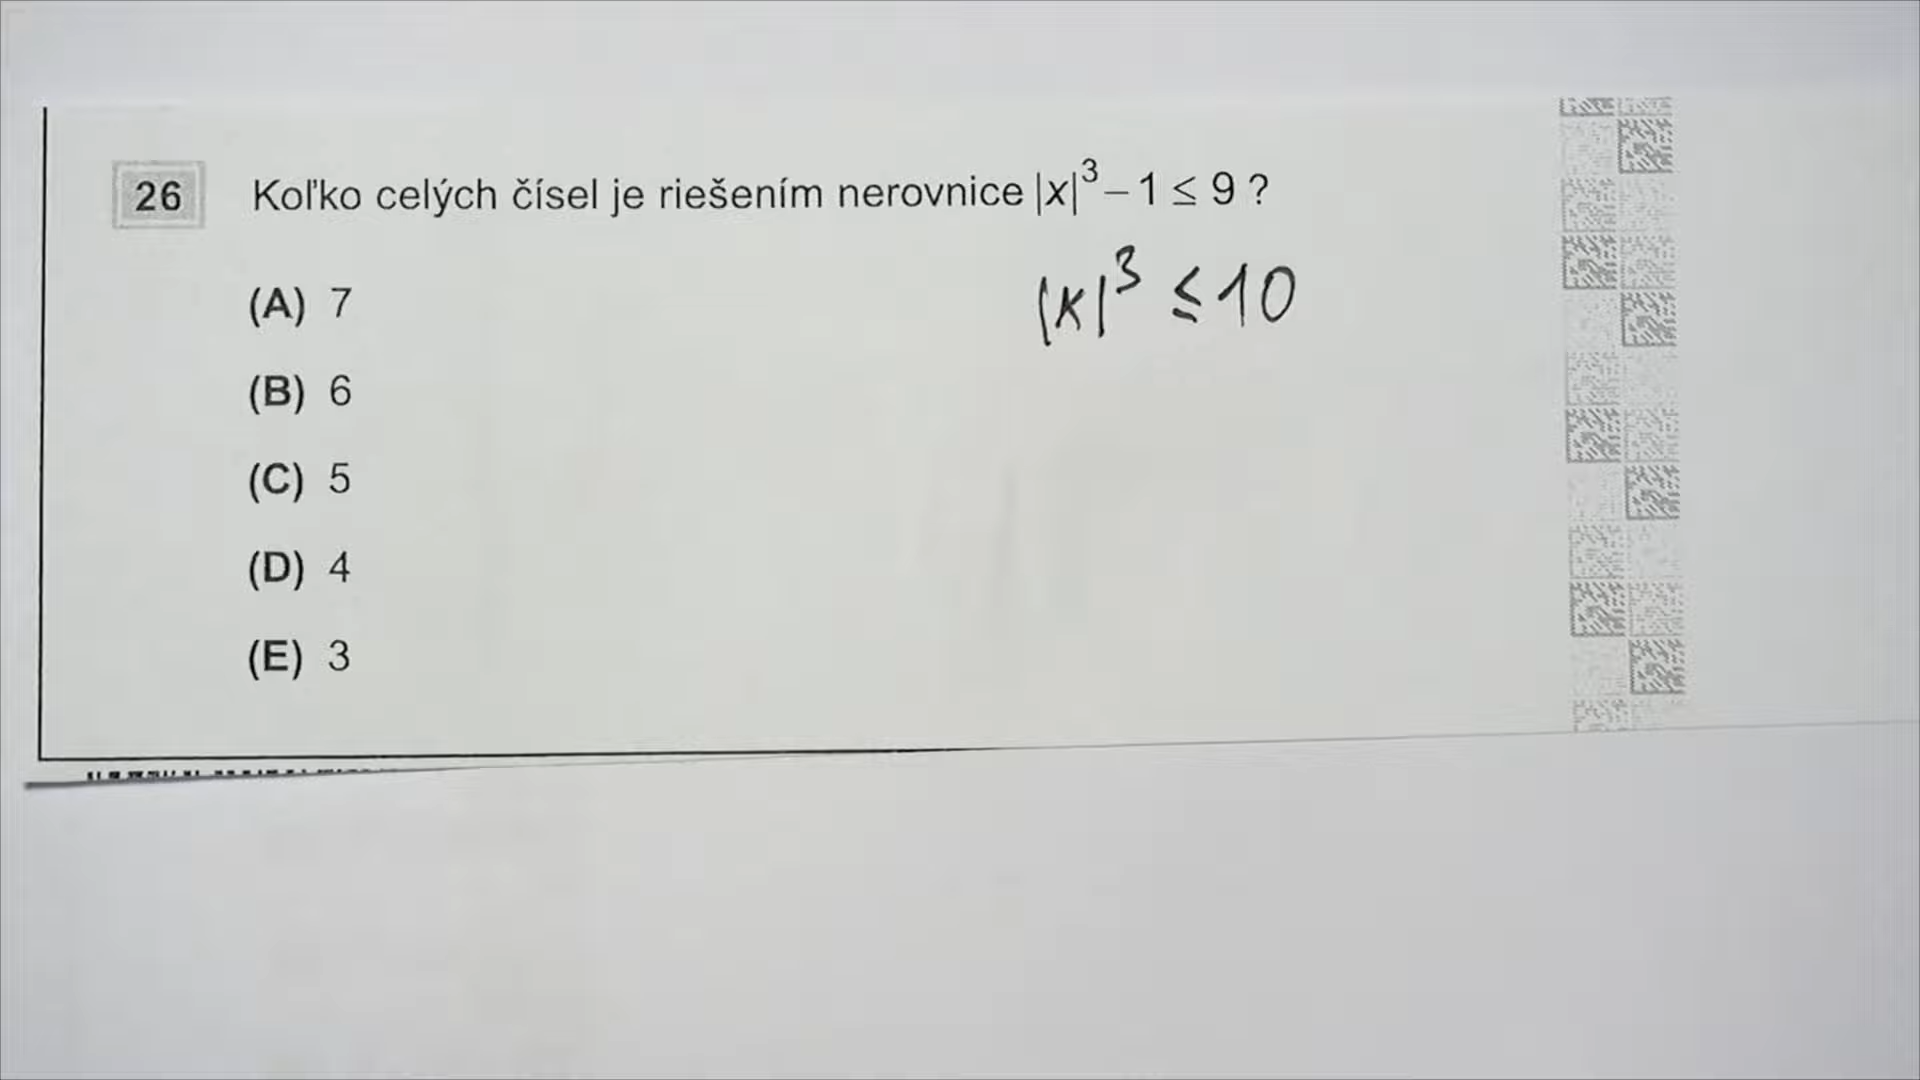 26 Koľko celých čísel je riešením nerovnice |x|³ – 1 ≤ 9 ?
|x|³ ≤ 10
(A) 7
(B) 6
(C) 5
(D) 4
(E) 3